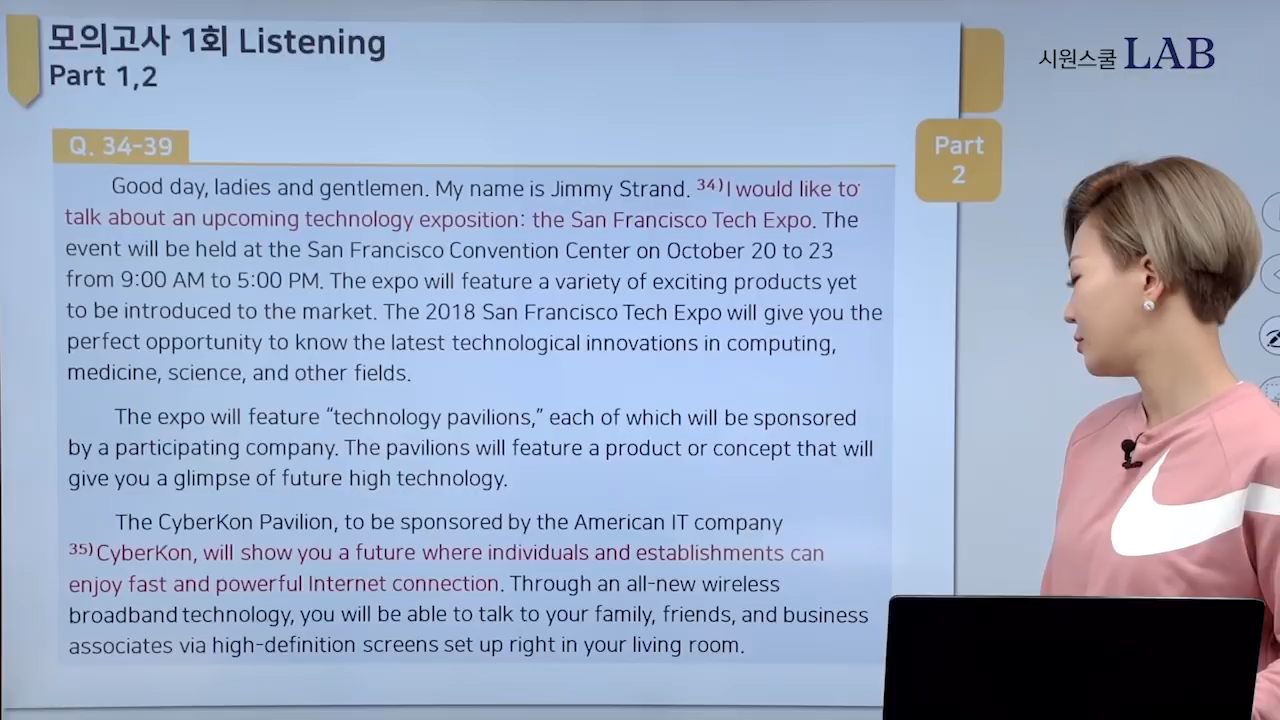 모의고사 1회 Listening
Part 1,2
시원스쿨 LAB
Part
2
Q. 34-39
Good day, ladies and gentlemen. My name is Jimmy Strand. 34) I would like to
talk about an upcoming technology exposition: the San Francisco Tech Expo. The
event will be held at the San Francisco Convention Center on October 20 to 23
from 9:00 AM to 5:00 PM. The expo will feature a variety of exciting products yet
to be introduced to the market. The 2018 San Francisco Tech Expo will give you the
perfect opportunity to know the latest technological innovations in computing,
medicine, science, and other fields.
The expo will feature “technology pavilions,” each of which will be sponsored
by a participating company. The pavilions will feature a product or concept that will
give you a glimpse of future high technology.
The CyberKon Pavilion, to be sponsored by the American IT company
35) CyberKon, will show you a future where individuals and establishments can
enjoy fast and powerful Internet connection. Through an all-new wireless
broadband technology, you will be able to talk to your family, friends, and business
associates via high-definition screens set up right in your living room.